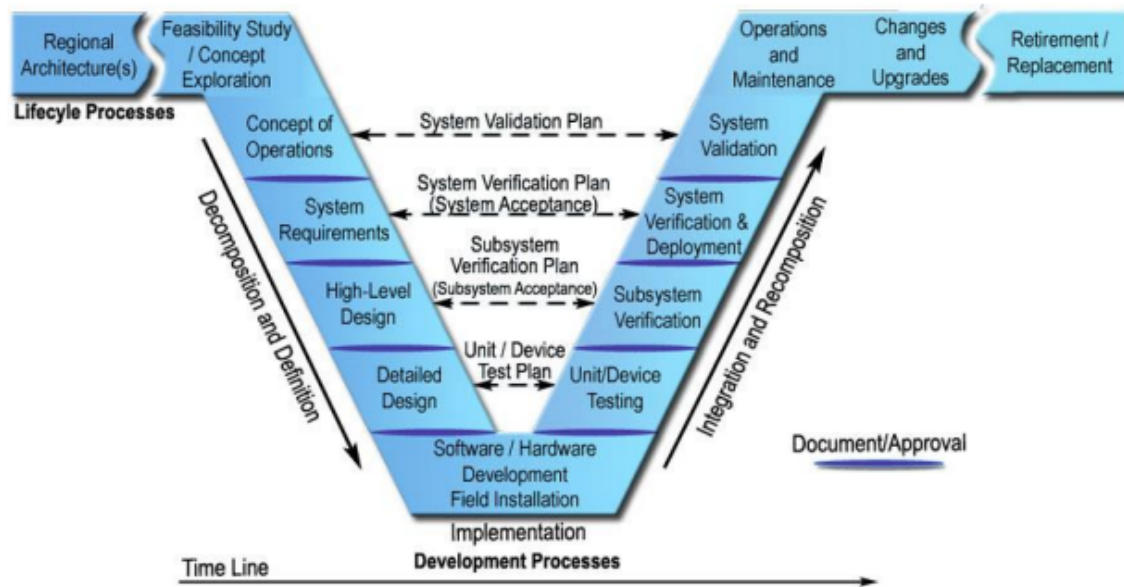 Regional
Architecture(s)
Feasibility Study
/ Concept
Exploration
Operations
and
Maintenance
Changes
and
Upgrades
Retirement /
Replacement
Lifecyle Processes
Concept of
Operations
System Validation Plan
System
Validation
Decomposition and Definition
System
Requirements
System Verification Plan
(System Acceptance)
System
Verification &
Deployment
Integration and Recomposition
High-Level
Design
Subsystem
Verification Plan
(Subsystem Acceptance)
Subsystem
Verification
Detailed
Design
Unit / Device
Test Plan
Unit/Device
Testing
Software / Hardware
Development
Field Installation
Document/Approval
Implementation
Development Processes
Time Line